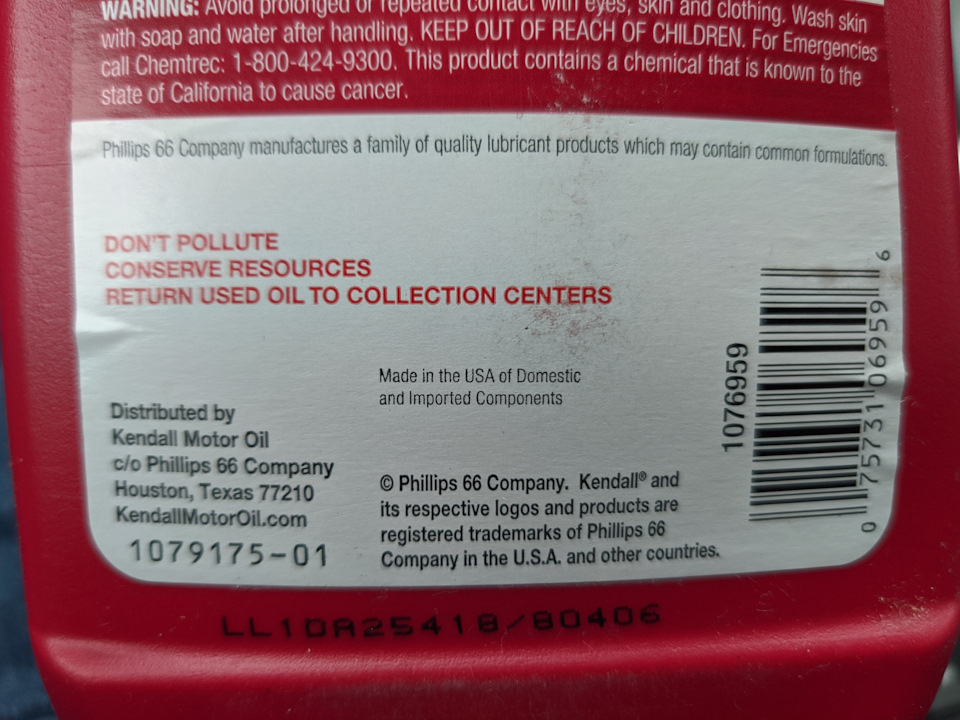 WARNING: Avoid prolonged or repeated contact with eyes, skin and clothing. Wash skin
with soap and water after handling. KEEP OUT OF REACH OF CHILDREN. For Emergencies
call Chemtrec: 1-800-424-9300. This product contains a chemical that is known to the
state of California to cause cancer.
Phillips 66 Company manufactures a family of quality lubricant products which may contain common formulations.
DON'T POLLUTE
CONSERVE RESOURCES
RETURN USED OIL TO COLLECTION CENTERS
Made in the USA of Domestic
and Imported Components
Distributed by
Kendall Motor Oil
c/o Phillips 66 Company
Houston, Texas 77210
KendallMotorOil.com
1079175-01
© Phillips 66 Company. Kendall® and
its respective logos and products are
registered trademarks of Phillips 66
Company in the U.S.A. and other countries.
1076959
0 75731 06959 6
LL10A25418/80406